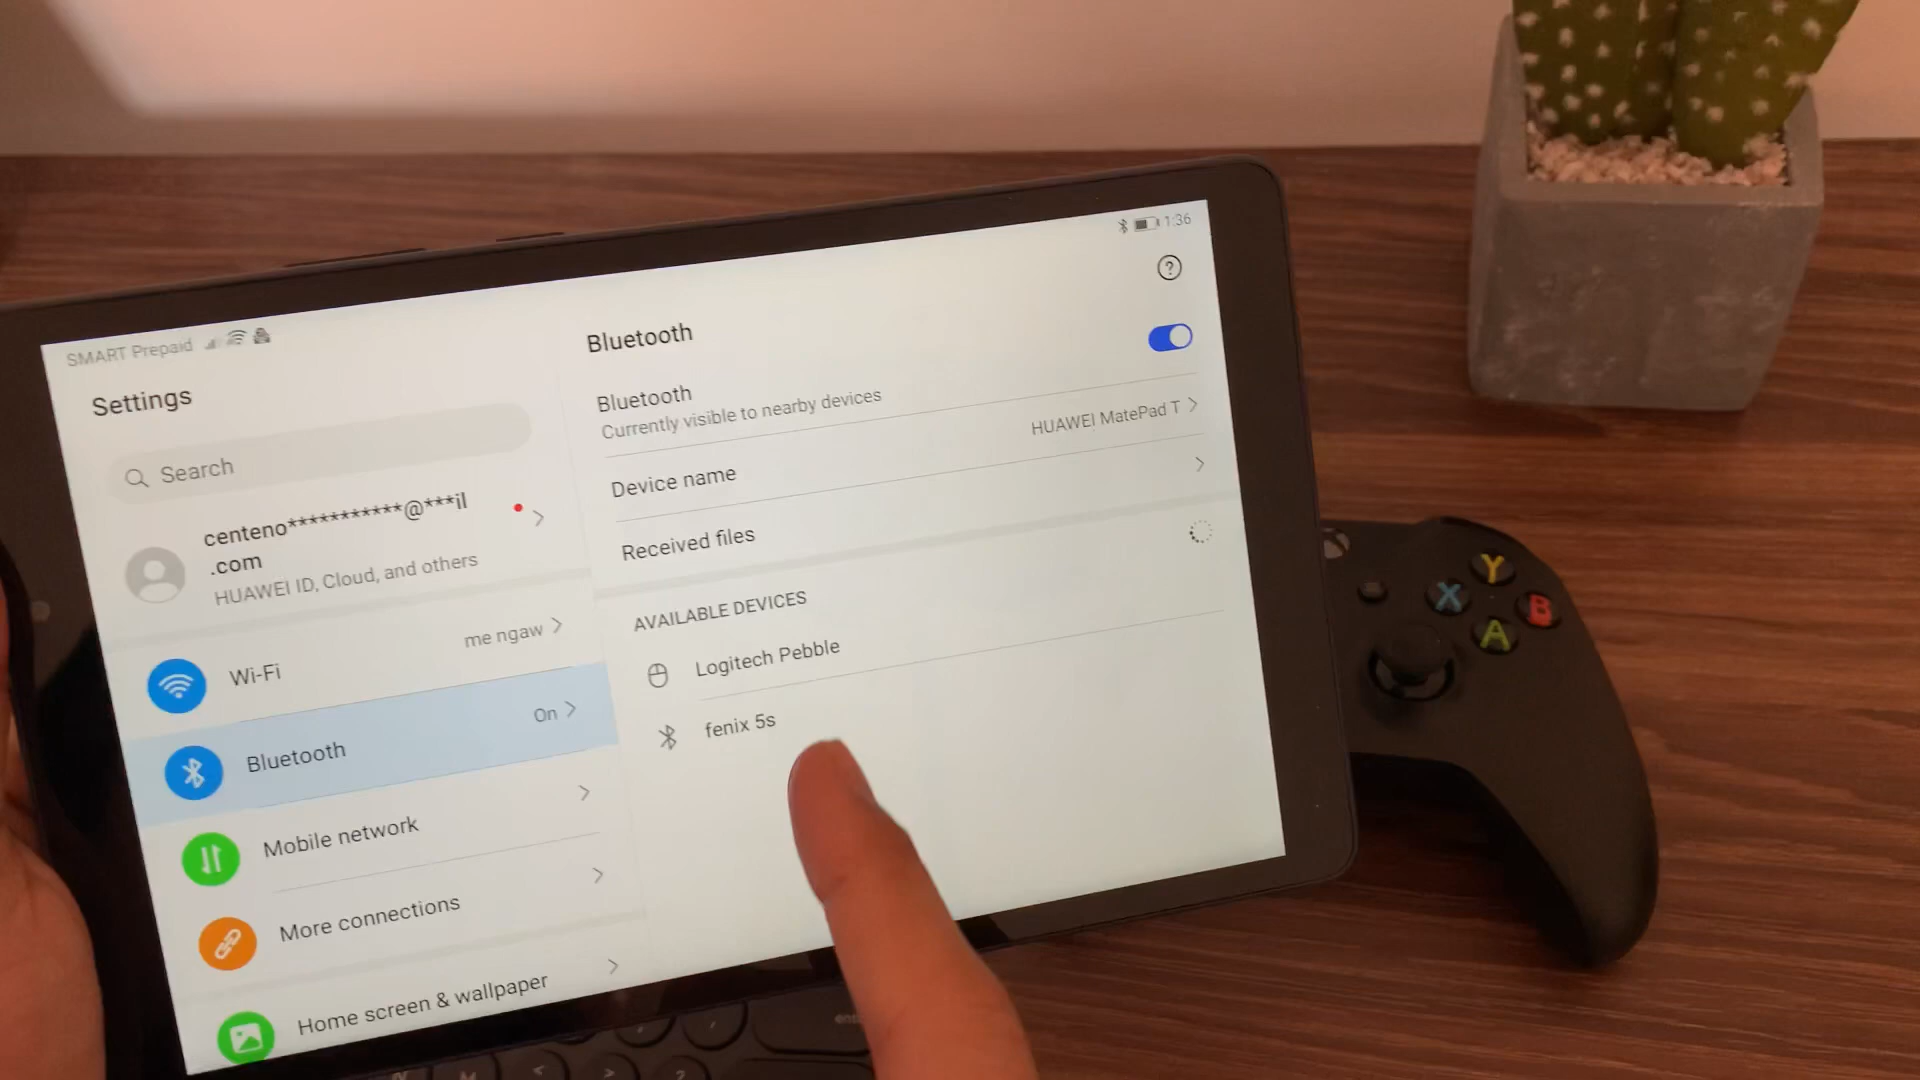 SMART Prepaid
1:36
Settings
Search
centeno***********@***il
.com
HUAWEI ID, Cloud, and others
Wi-Fi
me ngaw
Bluetooth
On
Mobile network
More connections
Home screen & wallpaper
Bluetooth
?
Bluetooth
Currently visible to nearby devices
Device name
HUAWEI MatePad T
Received files
AVAILABLE DEVICES
Logitech Pebble
fenix 5s
Y
X
B
A
M
<
>
?